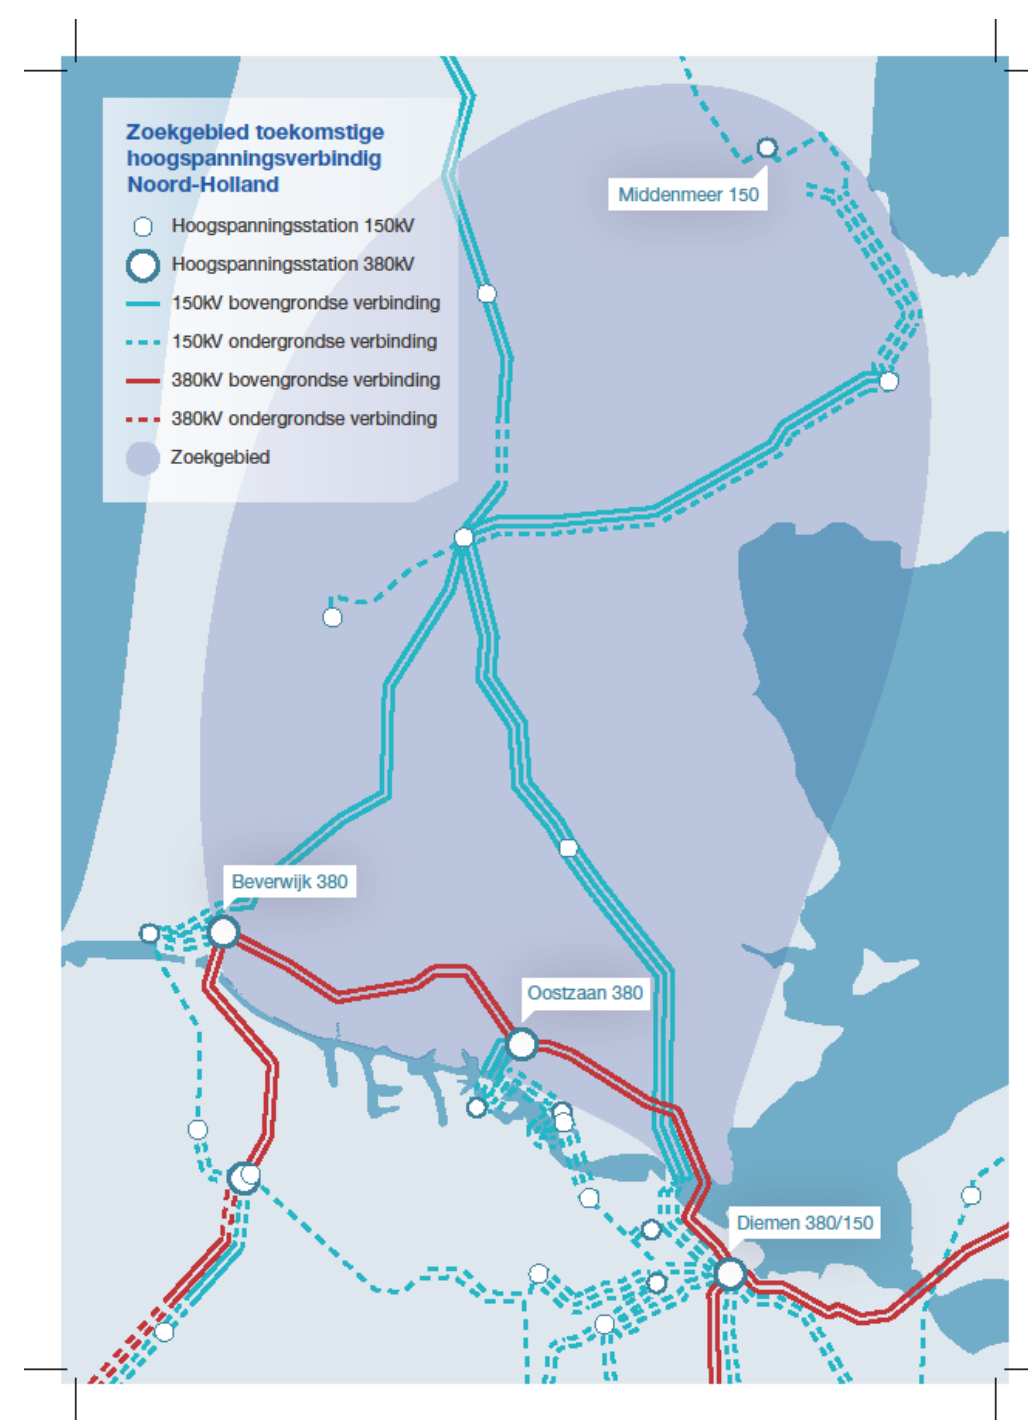 Zoekgebied toekomstige
hoogspanningsverbindig
Noord-Holland
Hoogspanningsstation 150kV
Hoogspanningsstation 380kV
150kV bovengrondse verbinding
150kV ondergrondse verbinding
380kV bovengrondse verbinding
380kV ondergrondse verbinding
Zoekgebied
Middenmeer 150
Beverwijk 380
Oostzaan 380
Diemen 380/150